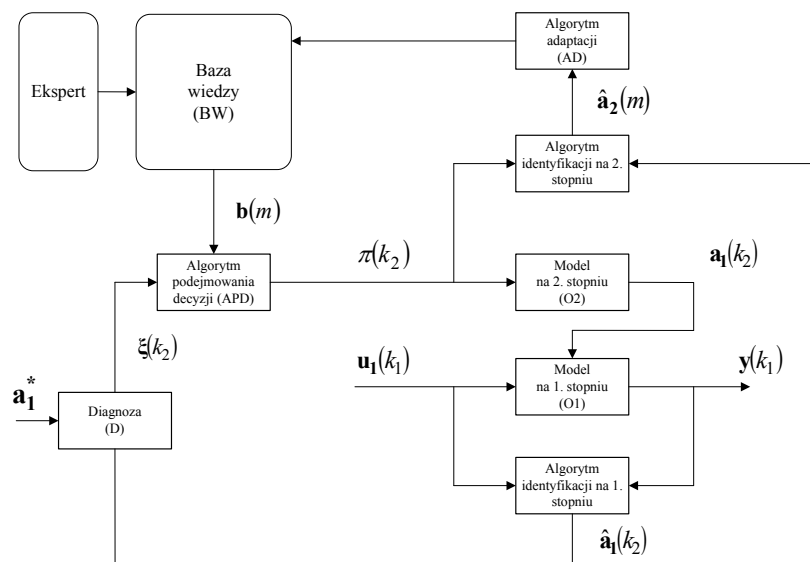 Algorytm
adaptacji
(AD)
Ekspert
Baza
wiedzy
(BW)
â₂(m)
Algorytm
identyfikacji na 2.
stopniu
b(m)
Algorytm
podejmowania
decyzji (APD)
π(k₂)
Model
na 2. stopniu
(O2)
a₁(k₂)
ξ(k₂)
u₁(k₁)
Model
na 1. stopniu
(O1)
y(k₁)
a₁*
Diagnoza
(D)
Algorytm
identyfikacji na 1.
stopniu
â₁(k₂)